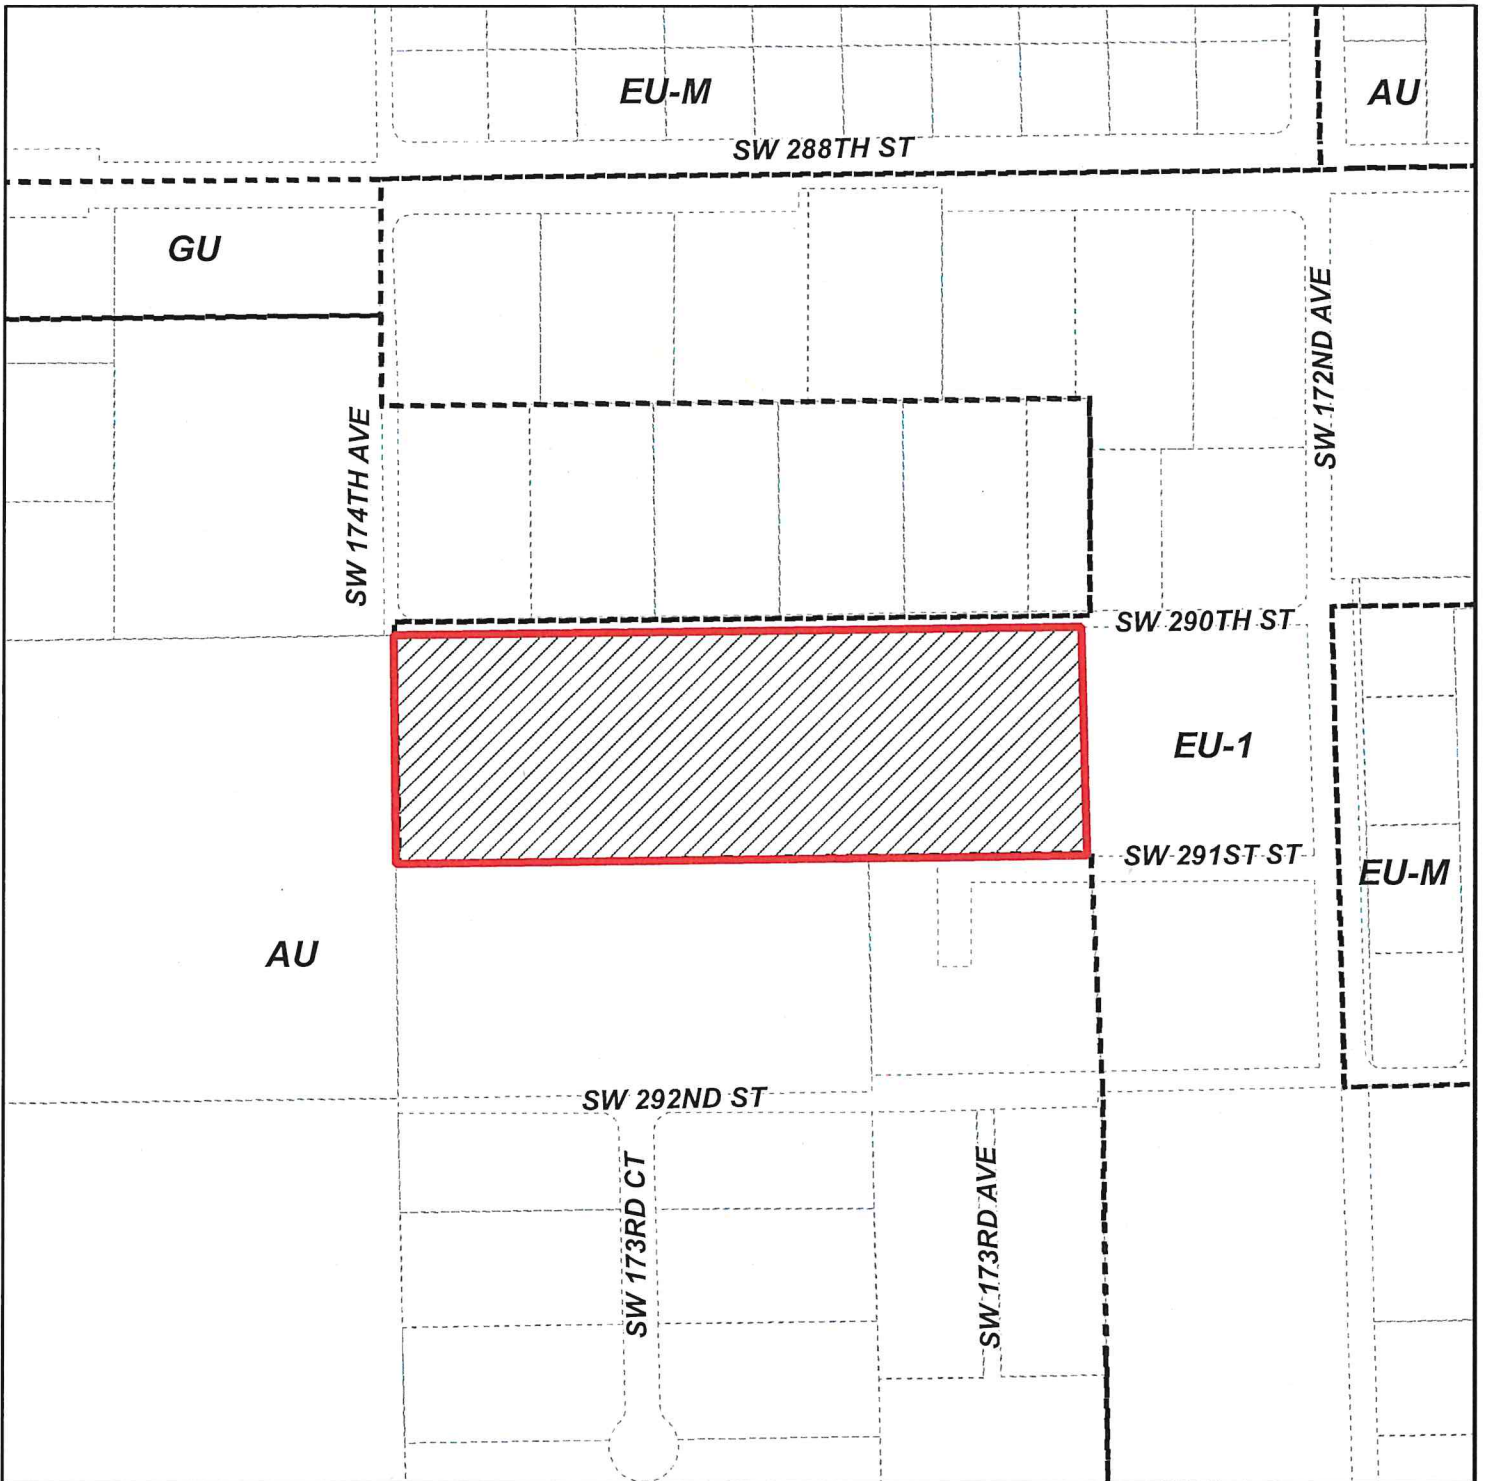 EU-M
AU
SW 288TH ST
GU
SW 172ND AVE
SW 174TH AVE
SW 290TH ST
EU-1
SW 291ST ST
EU-M
AU
SW 292ND ST
SW 173RD CT
SW 173RD AVE